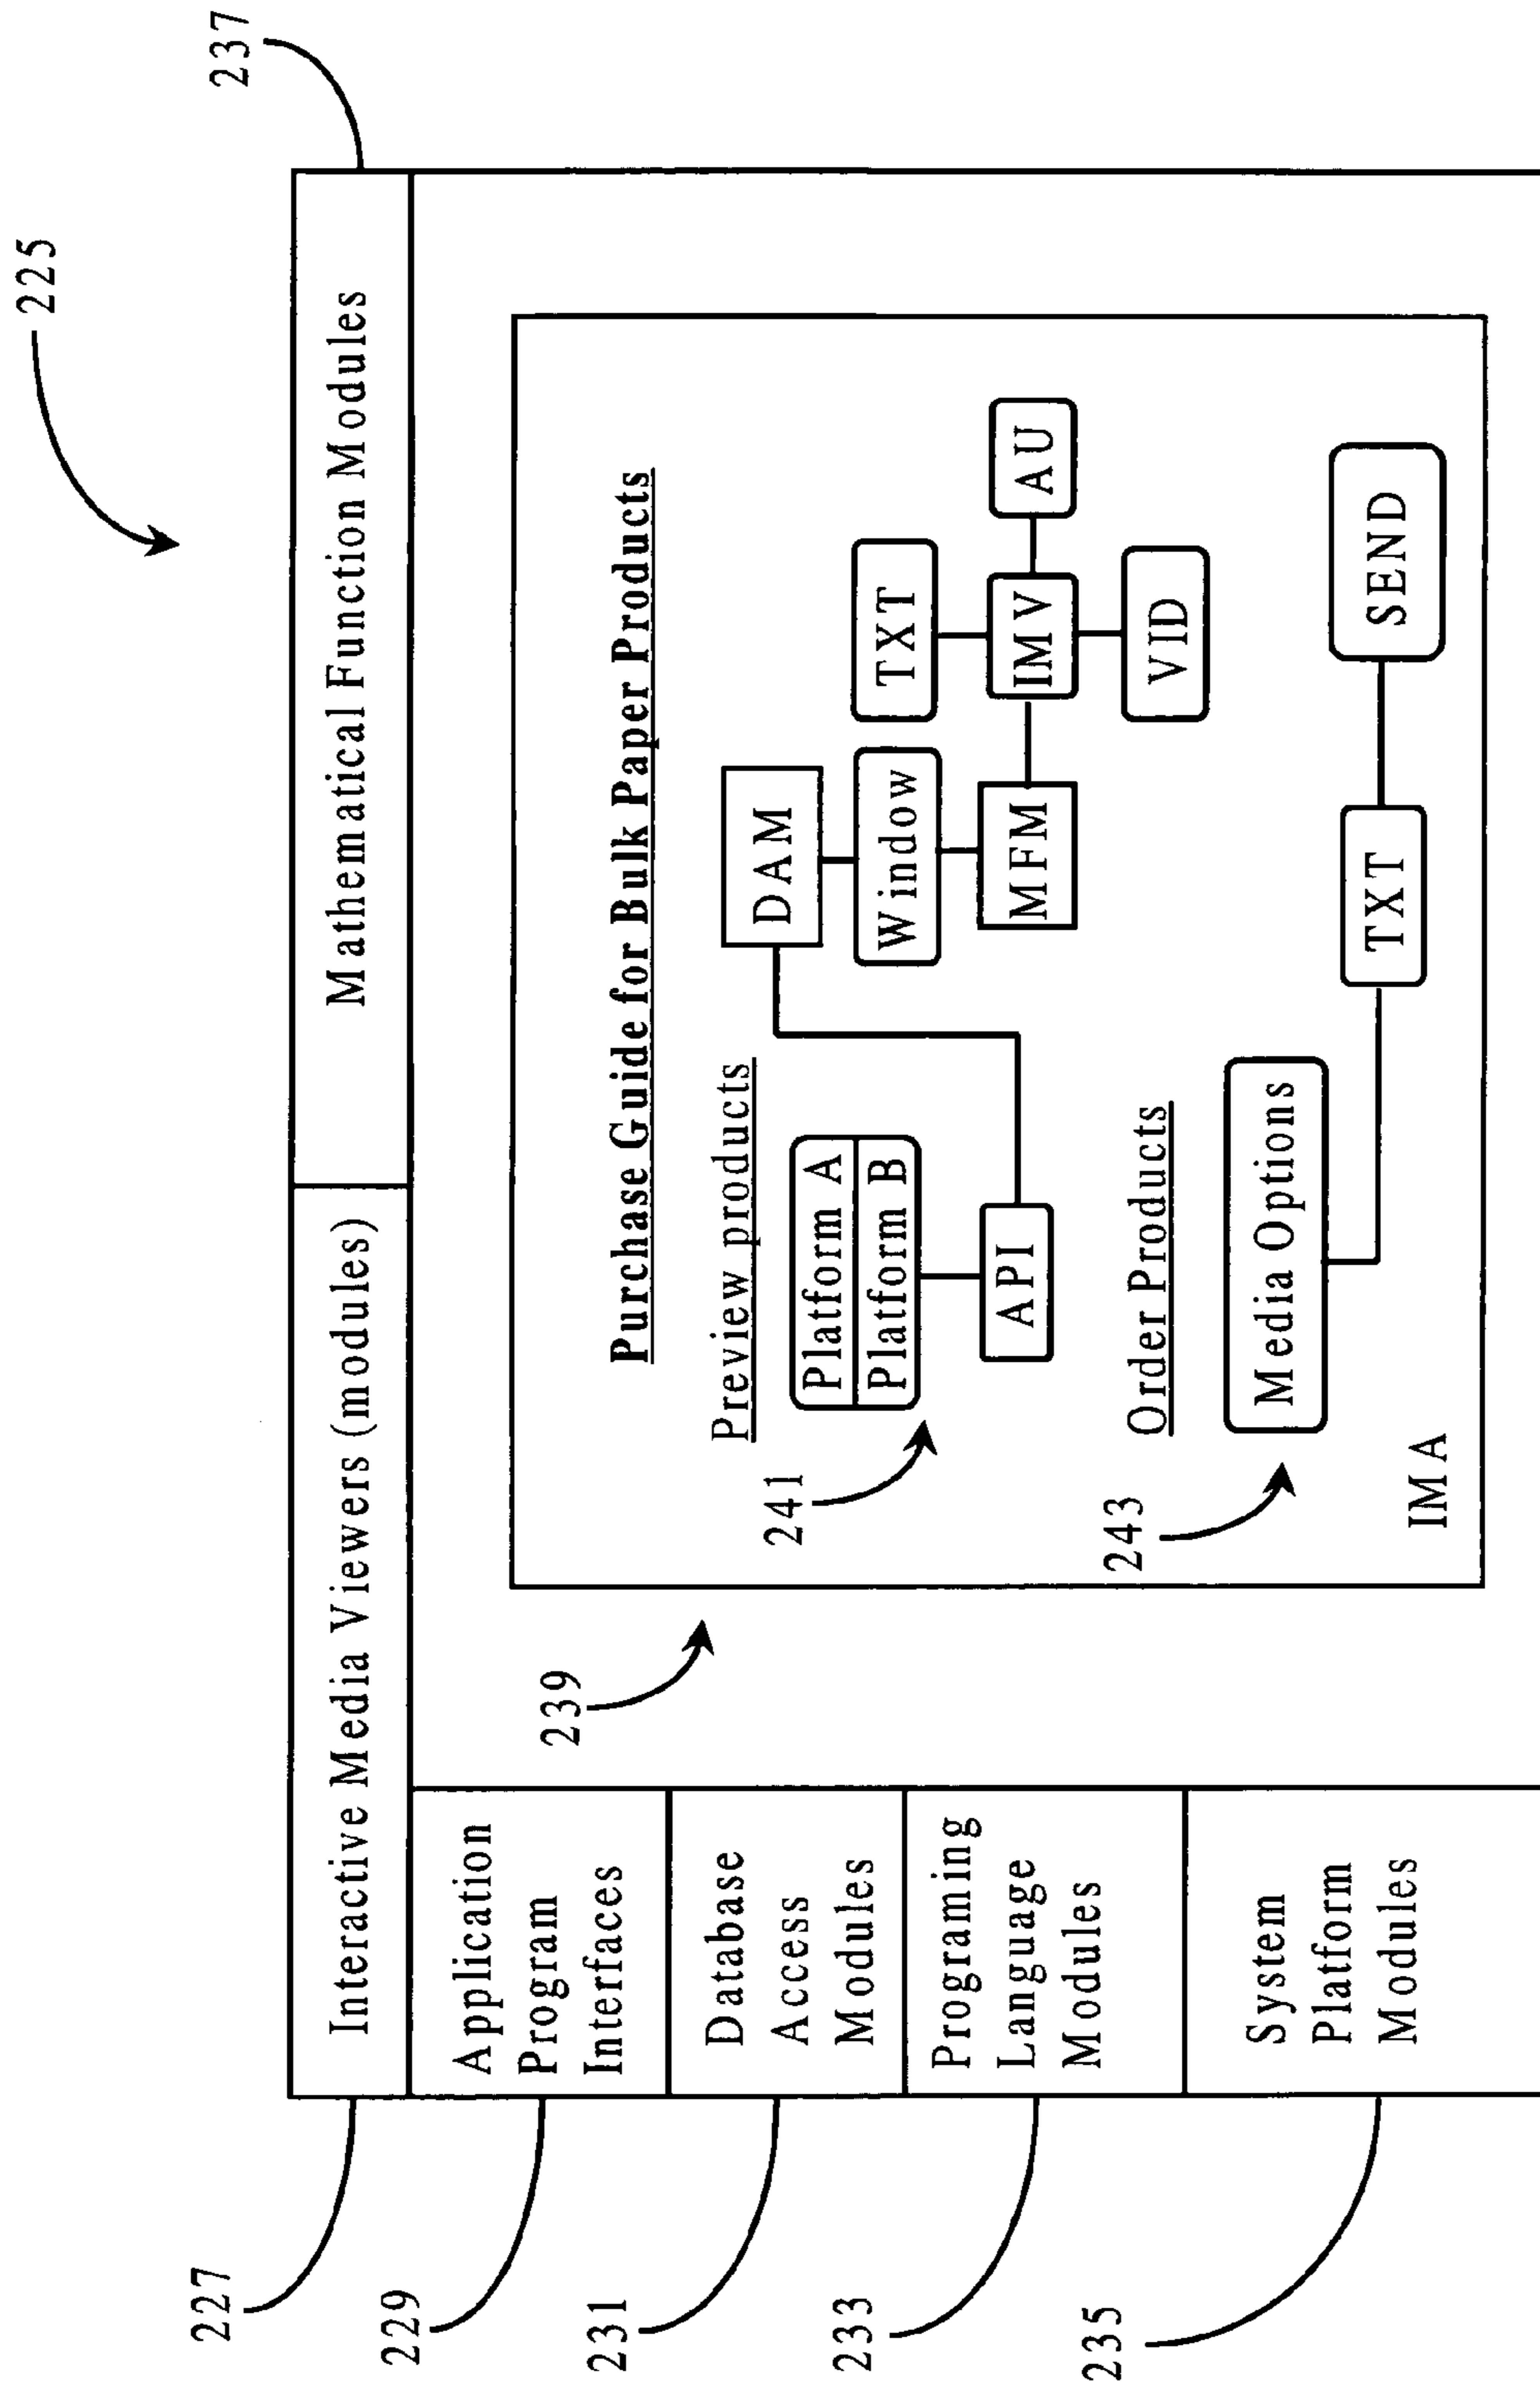 225
237
227
Interactive Media Viewers (modules)
Mathematical Function Modules
229
Application
Program
Interfaces
231
Database
Access
Modules
233
Programing
Language
Modules
235
System
Platform
Modules
239
Purchase Guide for Bulk Paper Products
Preview products
241
Platform A
Platform B
API
DAM
Window
MFM
TXT
IMV
AU
VID
Order Products
243
Media Options
TXT
SEND
IMA